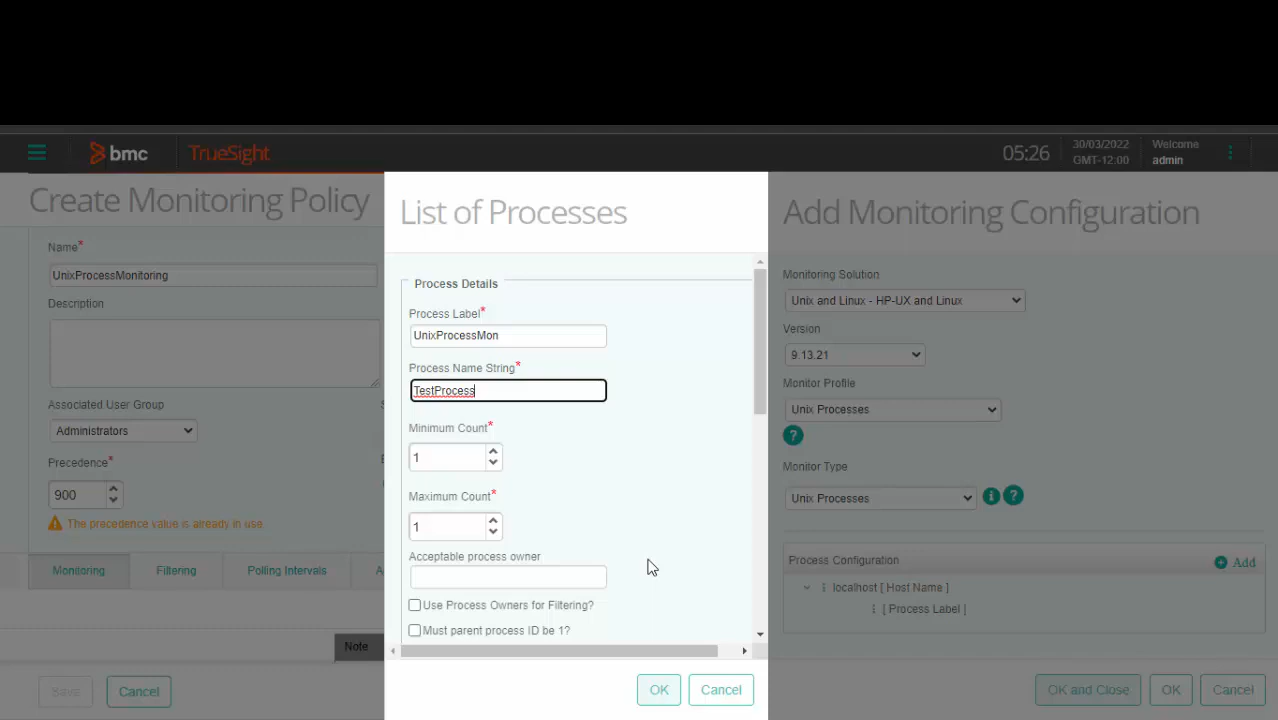 bmc
TrueSight
05:26
30/03/2022
GMT-12:00
Welcome
admin
Create Monitoring Policy
Name*
UnixProcessMonitoring
Description
Associated User Group
Administrators
Precedence*
900
The precedence value is already in use.
Monitoring
Filtering
Polling Intervals
Note
Save
Cancel
List of Processes
Process Details
Process Label*
UnixProcessMon
Process Name String*
TestProcess
Minimum Count*
1
Maximum Count*
1
Acceptable process owner
Use Process Owners for Filtering?
Must parent process ID be 1?
OK
Cancel
Add Monitoring Configuration
Monitoring Solution
Unix and Linux - HP-UX and Linux
Version
9.13.21
Monitor Profile
Unix Processes
?
Monitor Type
Unix Processes
i ?
Process Configuration
Add
localhost [ Host Name ]
[ Process Label ]
OK and Close
OK
Cancel